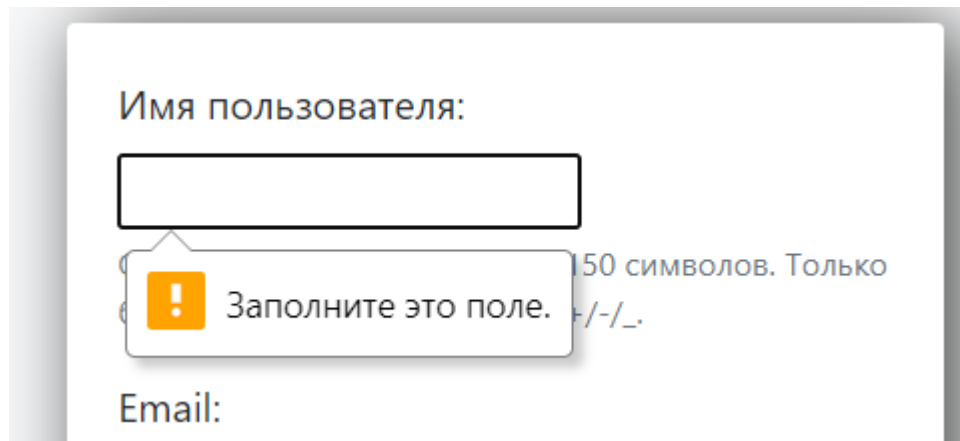 Имя пользователя:
150 символов. Только
Заполните это поле.
+/-/_.
Email: